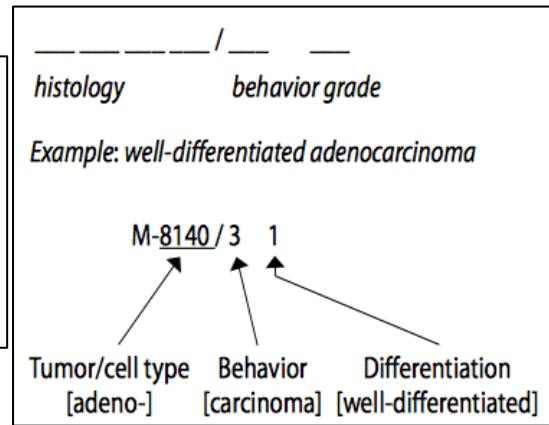 ___ ___ ___ ___ / ___ ___
histology behavior grade
Example: well-differentiated adenocarcinoma
M-8140 / 3 1
Tumor/cell type Behavior Differentiation
[adeno-] [carcinoma] [well-differentiated]